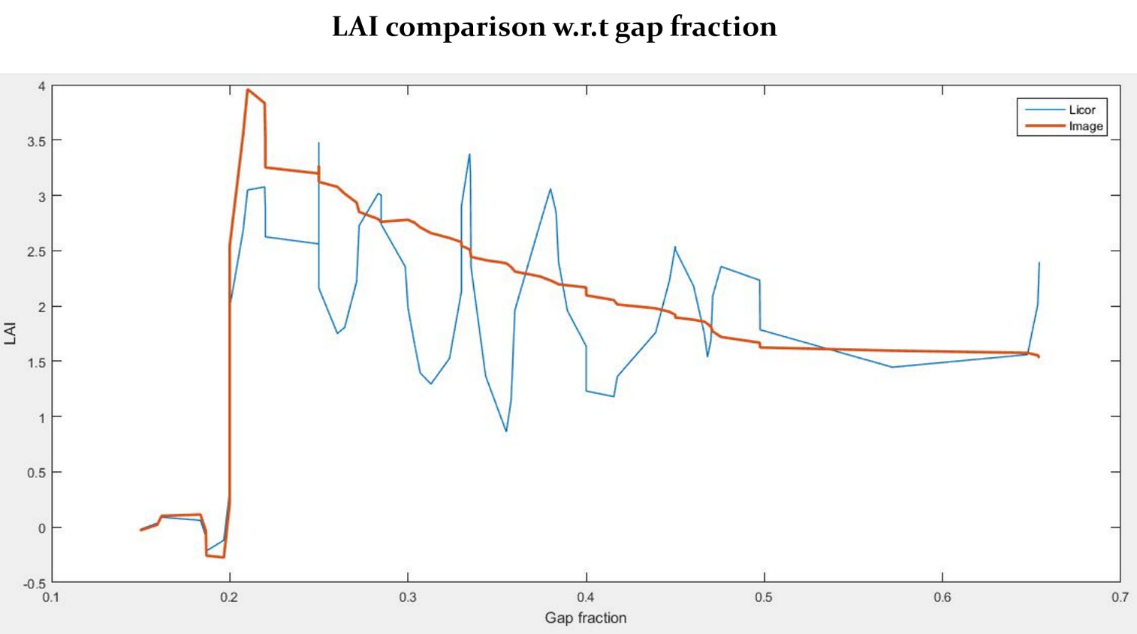 LAI comparison w.r.t gap fraction
4
3.5
3
2.5
2
1.5
1
0.5
0
-0.5
LAI
Licor
Image
0.1 0.2 0.3 0.4 0.5 0.6 0.7
Gap fraction